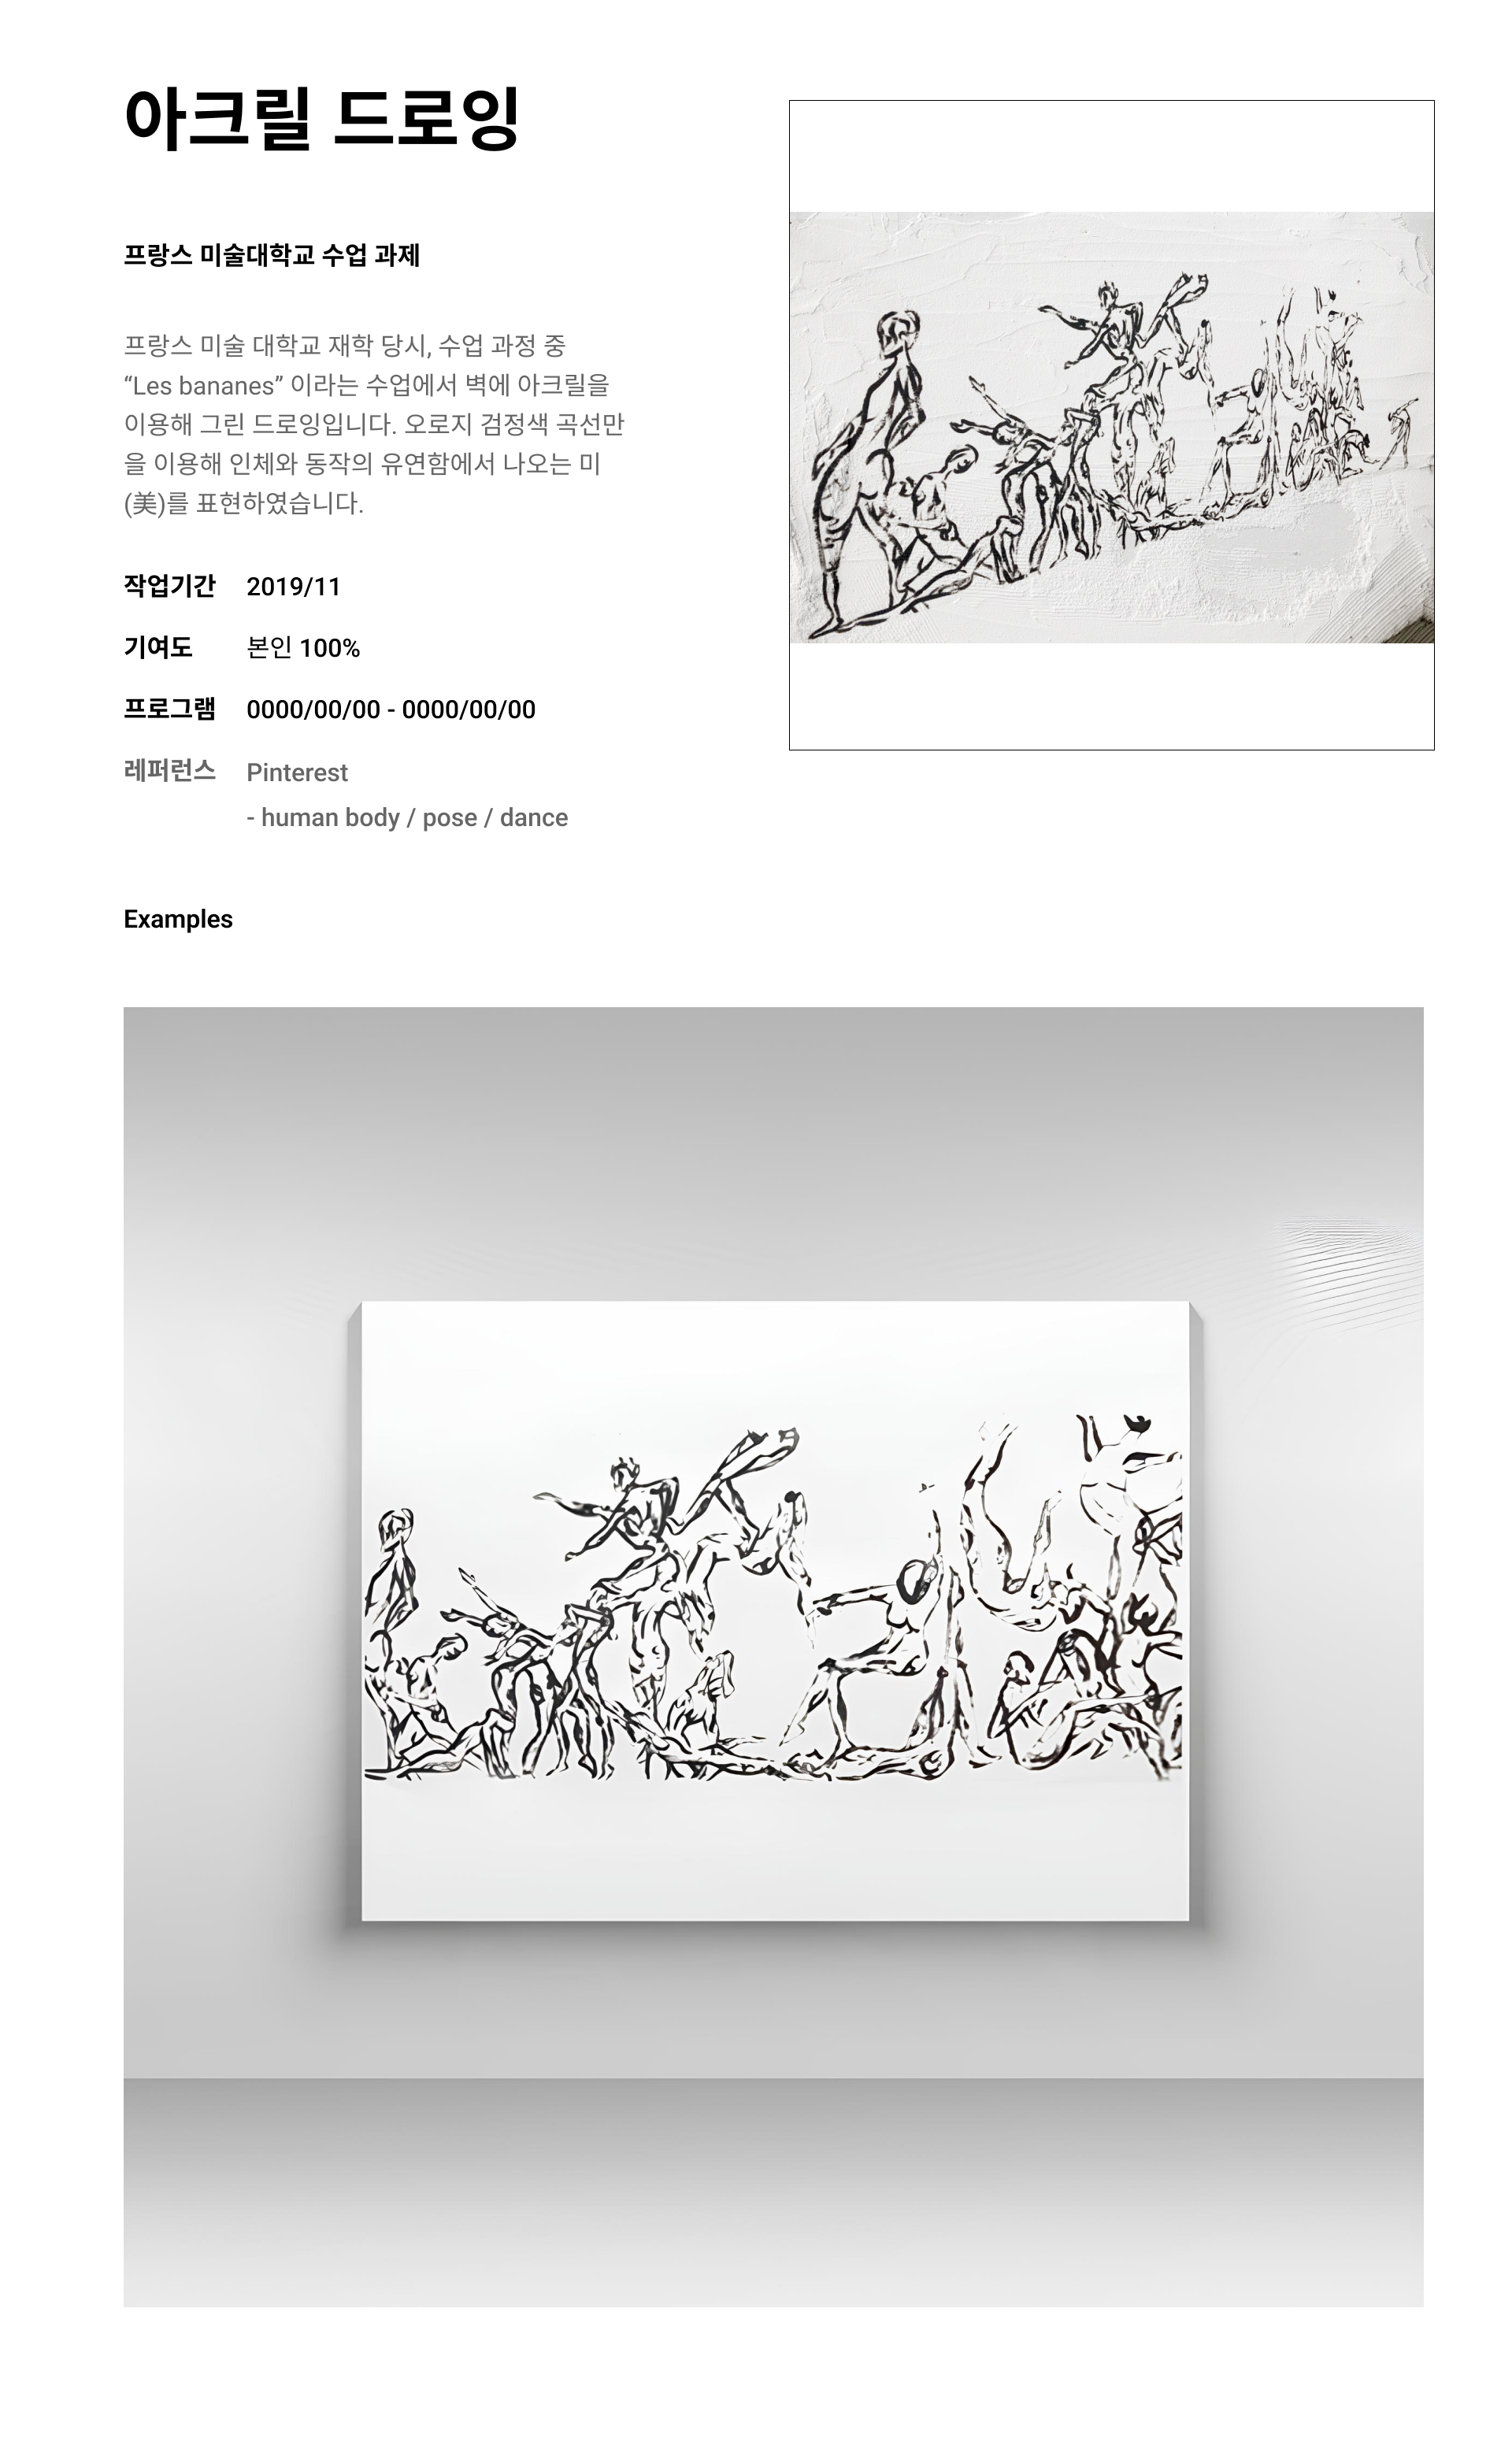 아크릴 드로잉
프랑스 미술대학교 수업 과제
프랑스 미술 대학교 재학 당시, 수업 과정 중
“Les bananes” 이라는 수업에서 벽에 아크릴을
이용해 그린 드로잉입니다. 오로지 검정색 곡선만
을 이용해 인체와 동작의 유연함에서 나오는 미
(美)를 표현하였습니다.
작업기간 2019/11
기여도 본인 100%
프로그램 0000/00/00 - 0000/00/00
레퍼런스 Pinterest
- human body / pose / dance
Examples